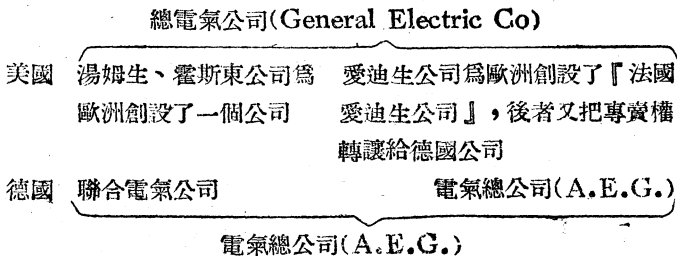 總電氣公司(General Electric Co)
美國 湯姆生、霍斯東公司爲 愛迪生公司爲歐洲創設了『法國
歐洲創設了一個公司 愛迪生公司』,後者又把專賣權
轉讓給德國公司
德國 聯合電氣公司 電氣總公司(A.E.G.)
電氣總公司(A.E.G.)